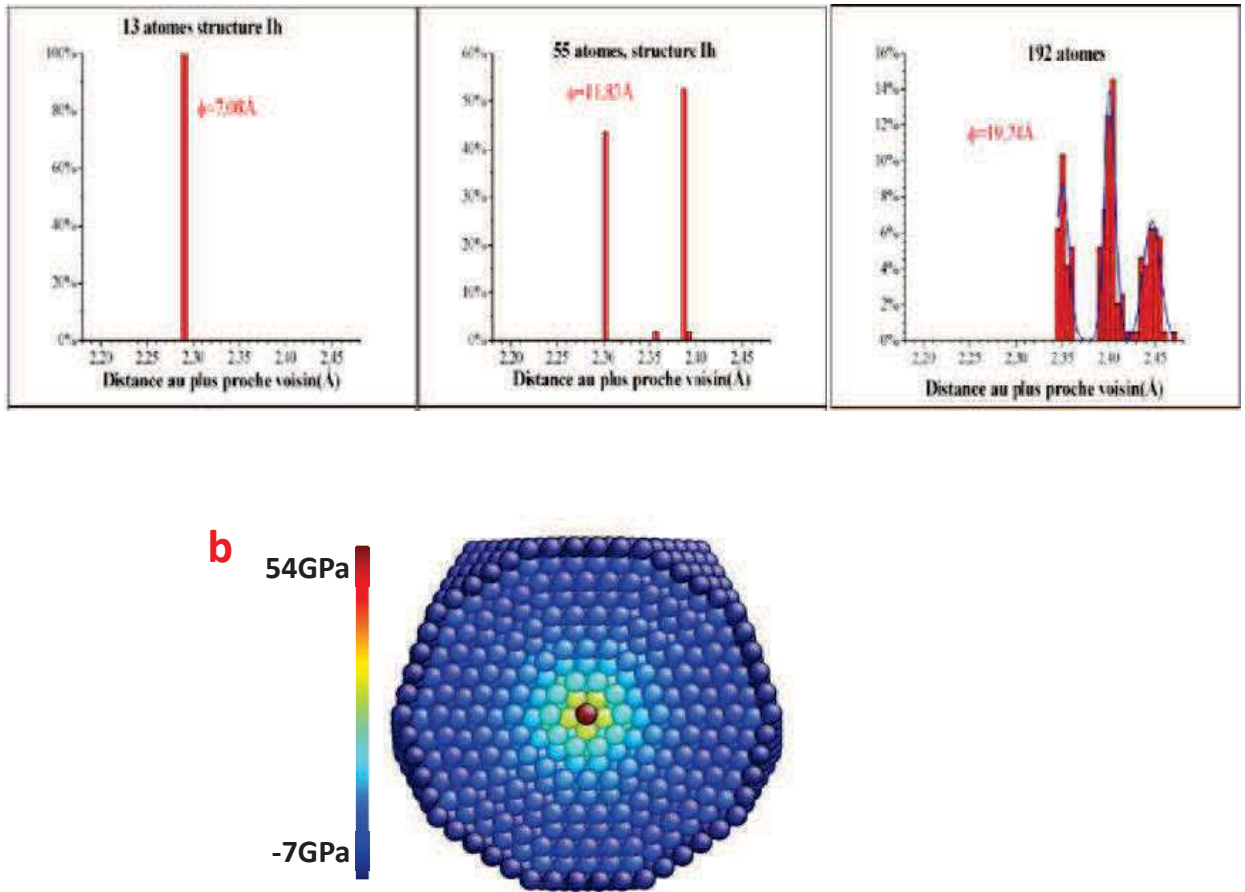 13 atomes structure Ih
100%
80%
60%
40%
20%
0%
ϕ=7,08Å
2.20 2.25 2.30 2.35 2.40 2.45
Distance au plus proche voisin(Å)
55 atomes, structure Ih
60%
50%
40%
30%
20%
10%
0%
ϕ=11,83Å
2.20 2.25 2.30 2.35 2.40 2.45
Distance au plus proche voisin(Å)
192 atomes
16%
14%
12%
10%
8%
6%
4%
2%
0%
2.20 2.25 2.30 2.35 2.40 2.45
Distance au plus proche voisin(Å)
b
54GPa
-7GPa